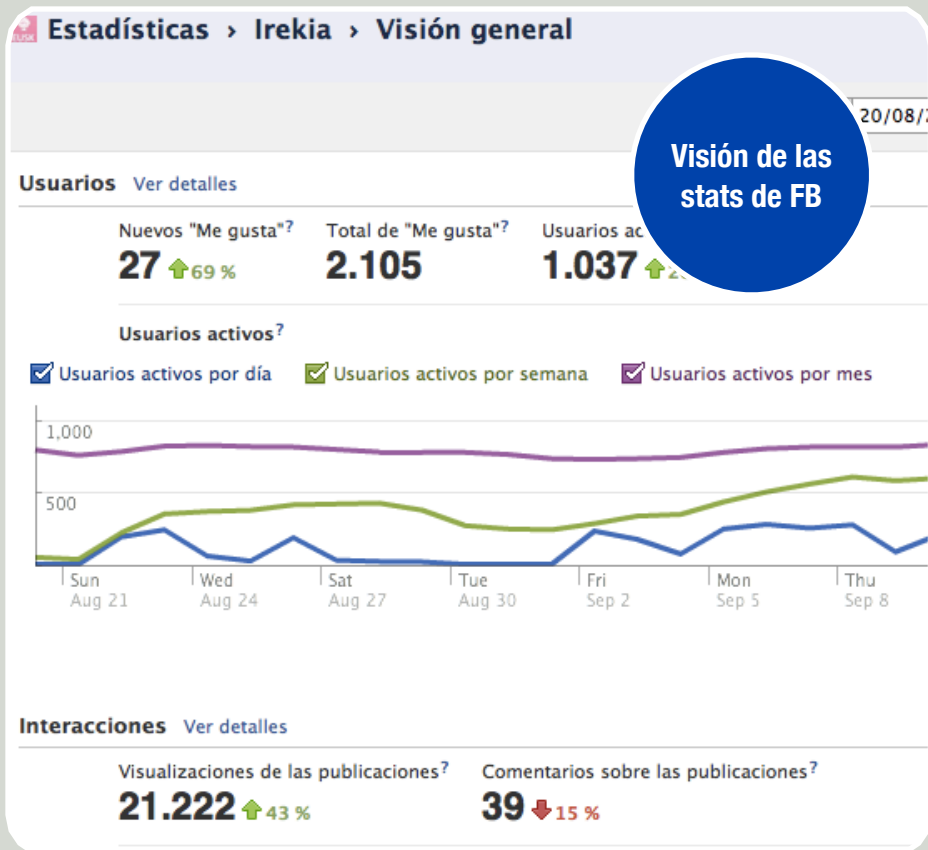 Estadísticas › Irekia › Visión general
20/08/
Visión de las
stats de FB
Usuarios Ver detalles
Nuevos "Me gusta"? Total de "Me gusta"? Usuarios
27 69 % 2.105 1.037
Usuarios activos?
Usuarios activos por día Usuarios activos por semana Usuarios activos por mes
1,000
500
Sun Wed Sat Tue Fri Mon Thu
Aug 21 Aug 24 Aug 27 Aug 30 Sep 2 Sep 5 Sep 8
Interacciones Ver detalles
Visualizaciones de las publicaciones? Comentarios sobre las publicaciones?
21.222 43 % 39 15 %